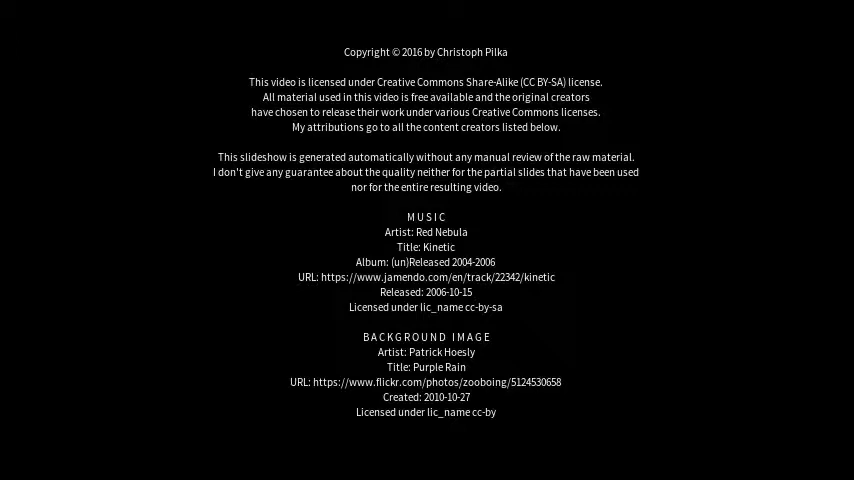 Copyright © 2016 by Christoph Pilka
This video is licensed under Creative Commons Share-Alike (CC BY-SA) license.
All material used in this video is free available and the original creators
have chosen to release their work under various Creative Commons licenses.
My attributions go to all the content creators listed below.
This slideshow is generated automatically without any manual review of the raw material.
I don't give any guarantee about the quality neither for the partial slides that have been used
nor for the entire resulting video.
MUSIC
Artist: Red Nebula
Title: Kinetic
Album: (un)Released 2004-2006
URL: https://www.jamendo.com/en/track/22342/kinetic
Released: 2006-10-15
Licensed under lic_name cc-by-sa
BACKGROUND IMAGE
Artist: Patrick Hoesly
Title: Purple Rain
URL: https://www.flickr.com/photos/zooboing/5124530658
Created: 2010-10-27
Licensed under lic_name cc-by